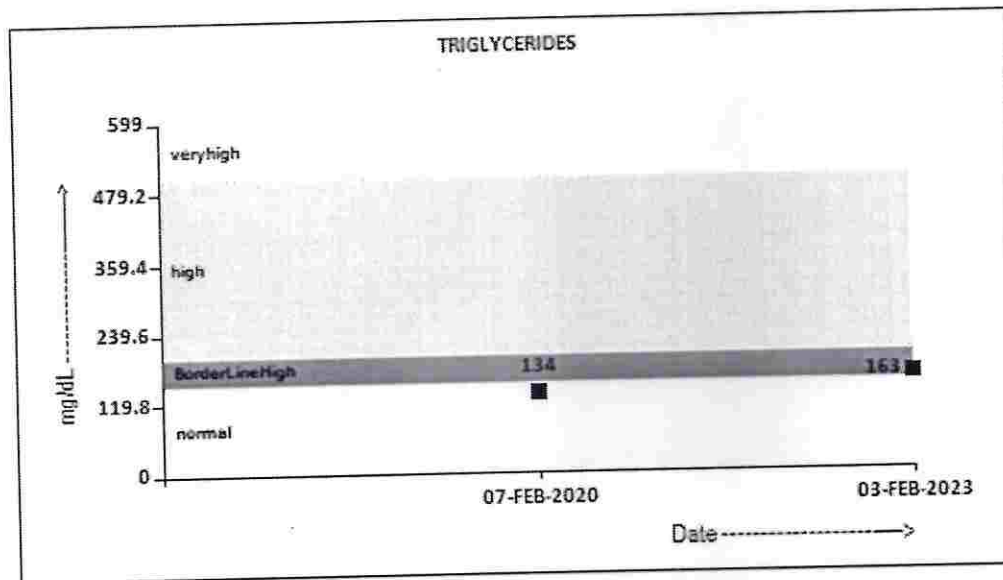 TRIGLYCERIDES
599
veryhigh
479.2
359.4
high
239.6
BorderLineHigh
134
163
119.8
normal
0
mg/dL
07-FEB-2020
03-FEB-2023
Date